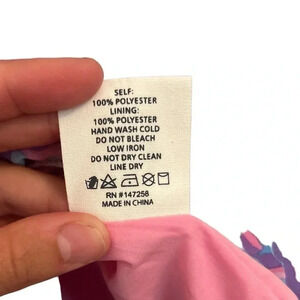 SELF:
100% POLYESTER
LINING:
100% POLYESTER
HAND WASH COLD
DO NOT BLEACH
LOW IRON
DO NOT DRY CLEAN
LINE DRY
RN #147258
MADE IN CHINA